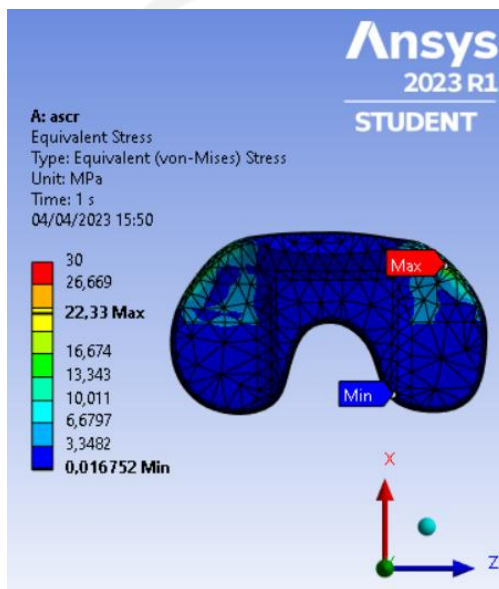 Ansys
2023 R1
STUDENT
A: ascr
Equivalent Stress
Type: Equivalent (von-Mises) Stress
Unit: MPa
Time: 1 s
04/04/2023 15:50
30
26,669
22,33 Max
16,674
13,343
10,011
6,6797
3,3482
0,016752 Min
Max
Min
X
Z